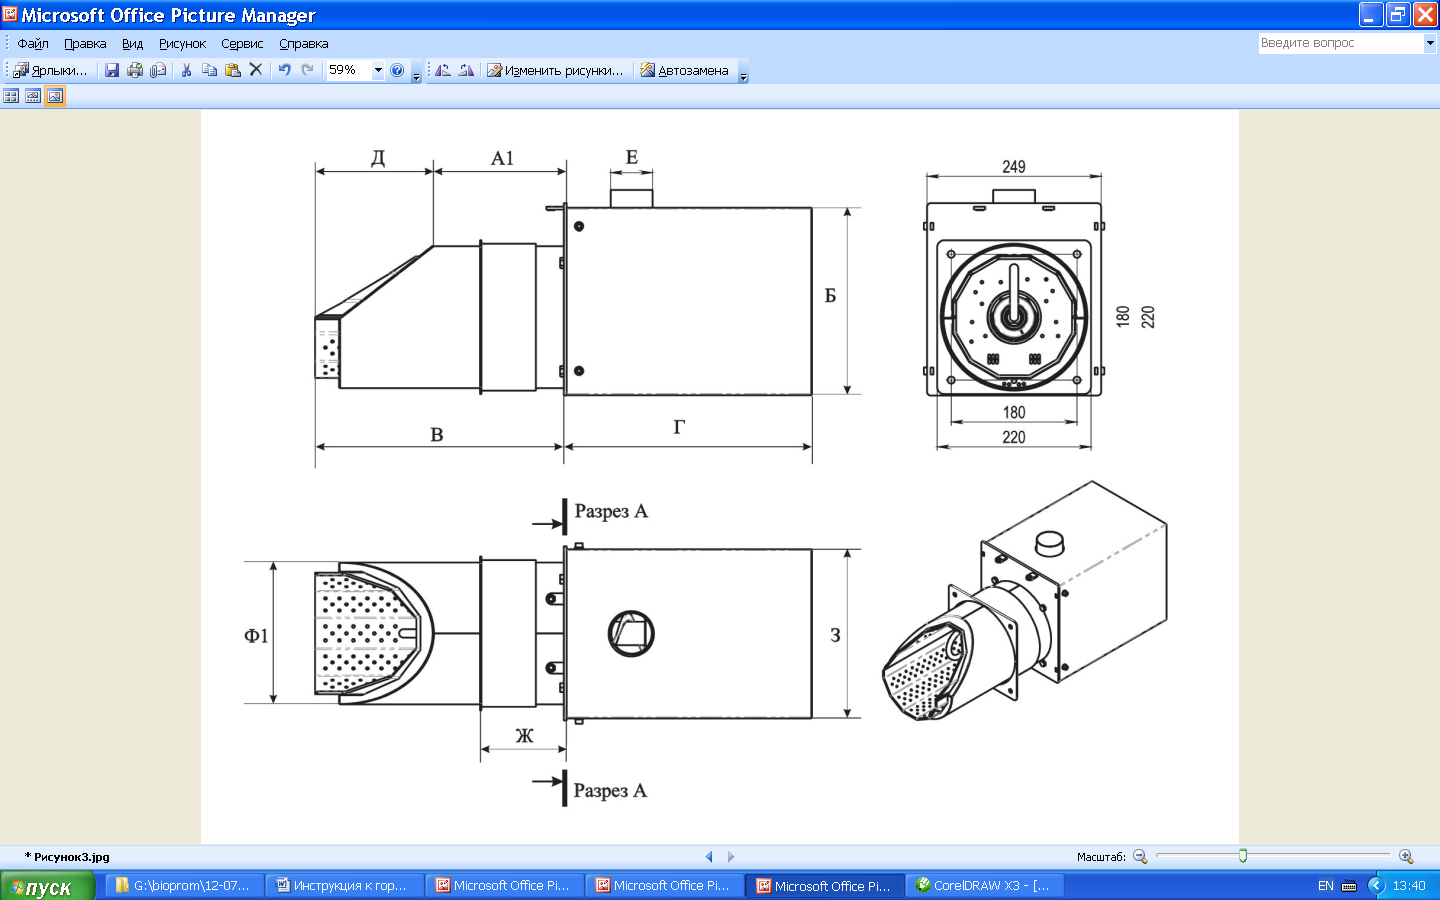 Microsoft Office Picture Manager
Файл Правка Вид Рисунок Сервис Справка
Введите вопрос
Ярлыки... 59% Изменить рисунки... Автозамена
Д А1 Е
249
Б
180
220
В Г
180
220
Разрез А
Ф1 З
Ж
Разрез А
* Рисунок3.jpg
Масштаб:
пуск G:\bioprom\12-07... Инструкция к гор... Microsoft Office Pi... Microsoft Office Pi... Microsoft Office Pi... CorelDRAW X3 - [... EN 13:40